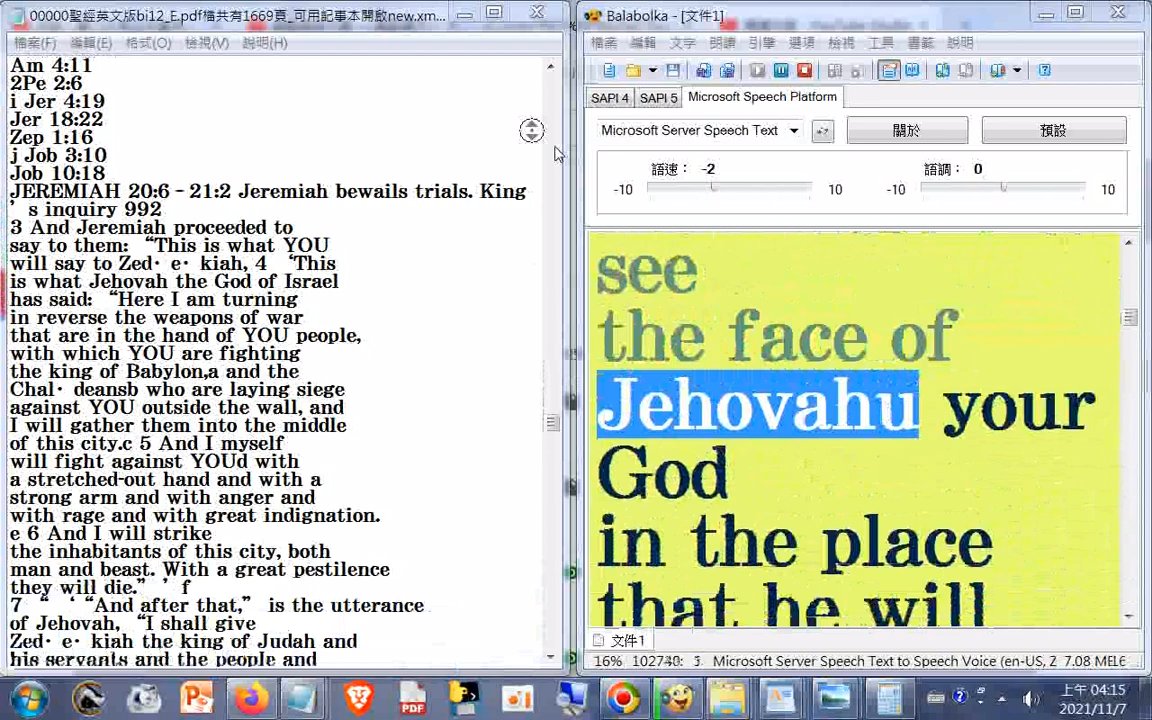 00000聖經英文版bi12_E.pdf檔共有1669頁_可用記事本開啟new.xm...
檔案(F) 編輯(E) 格式(O) 檢視(V) 說明(H)
Am 4:11
2Pe 2:6
i Jer 4:19
Jer 18:22
Zep 1:16
j Job 3:10
Job 10:18
JEREMIAH 20:6–21:2 Jeremiah bewails trials. King
’s inquiry 992
3 And Jeremiah proceeded to
say to them: “This is what YOU
will say to Zed·e·kiah, 4 ‘This
is what Jehovah the God of Israel
has said: “Here I am turning
in reverse the weapons of war
that are in the hand of YOU people,
with which YOU are fighting
the king of Babylon,a and the
Chal·deansb who are laying siege
against YOU outside the wall, and
I will gather them into the middle
of this city.c 5 And I myself
will fight against YOUd with
a stretched-out hand and with a
strong arm and with anger and
with rage and with great indignation.
e 6 And I will strike
the inhabitants of this city, both
man and beast. With a great pestilence
they will die.” ’f
7 “ ‘“And after that,” is the utterance
of Jehovah, “I shall give
Zed·e·kiah the king of Judah and
his servants and the people and
Balabolka - [文件1]
檔案 編輯 文字 朗讀 引擎 選項 檢視 工具 書籤 說明
SAPI 4 SAPI 5 Microsoft Speech Platform
Microsoft Server Speech Text 關於 預設
語速: -2 語調: 0
-10 10 -10 10
see
the face of
Jehovahu your
God
in the place
that he will
文件1
16% Microsoft Server Speech Text to Speech Voice (en-US, 2 7.08 MB
上午 04:15
2021/11/7